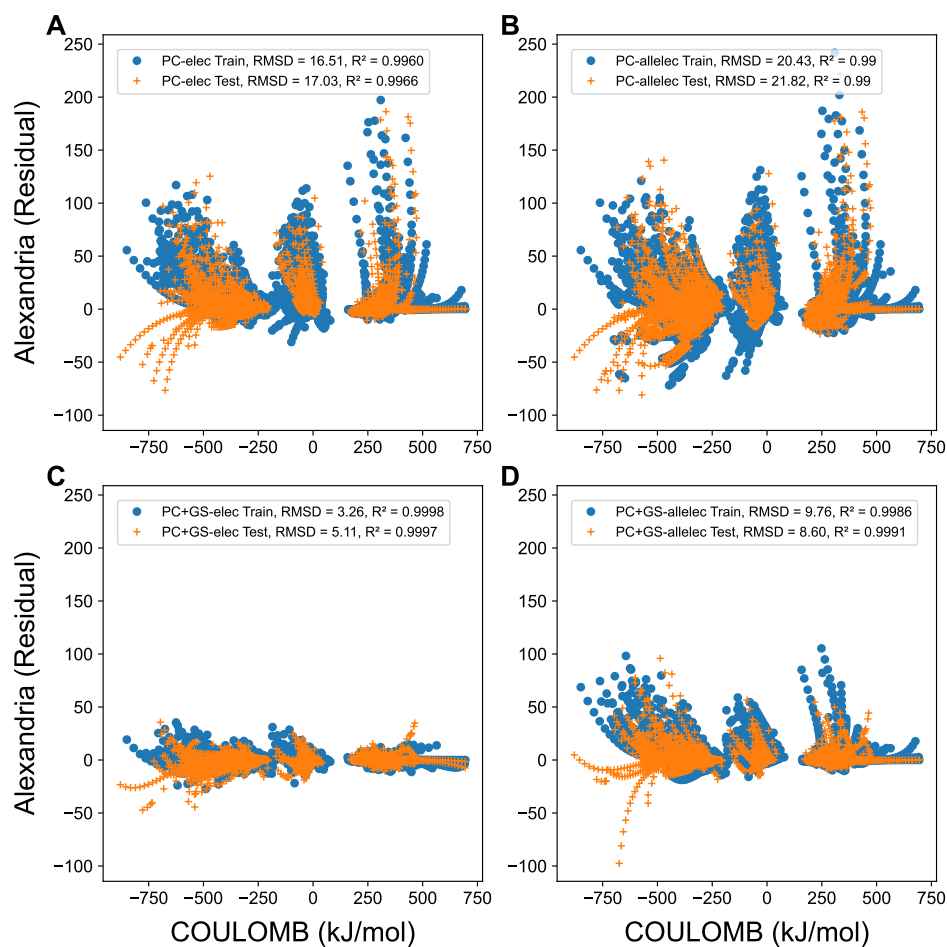 A
B
PC-elec Train, RMSD = 16.51, R² = 0.9960
PC-elec Test, RMSD = 17.03, R² = 0.9966
PC-allelec Train, RMSD = 20.43, R² = 0.99
PC-allelec Test, RMSD = 21.82, R² = 0.99
Alexandria (Residual)
250
200
150
100
50
0
−50
−100
250
200
150
100
50
0
−50
−100
−750 −500 −250 0 250 500 750
−750 −500 −250 0 250 500 750
C
D
PC+GS-elec Train, RMSD = 3.26, R² = 0.9998
PC+GS-elec Test, RMSD = 5.11, R² = 0.9997
PC+GS-allelec Train, RMSD = 9.76, R² = 0.9986
PC+GS-allelec Test, RMSD = 8.60, R² = 0.9991
Alexandria (Residual)
250
200
150
100
50
0
−50
−100
250
200
150
100
50
0
−50
−100
−750 −500 −250 0 250 500 750
−750 −500 −250 0 250 500 750
COULOMB (kJ/mol)
COULOMB (kJ/mol)